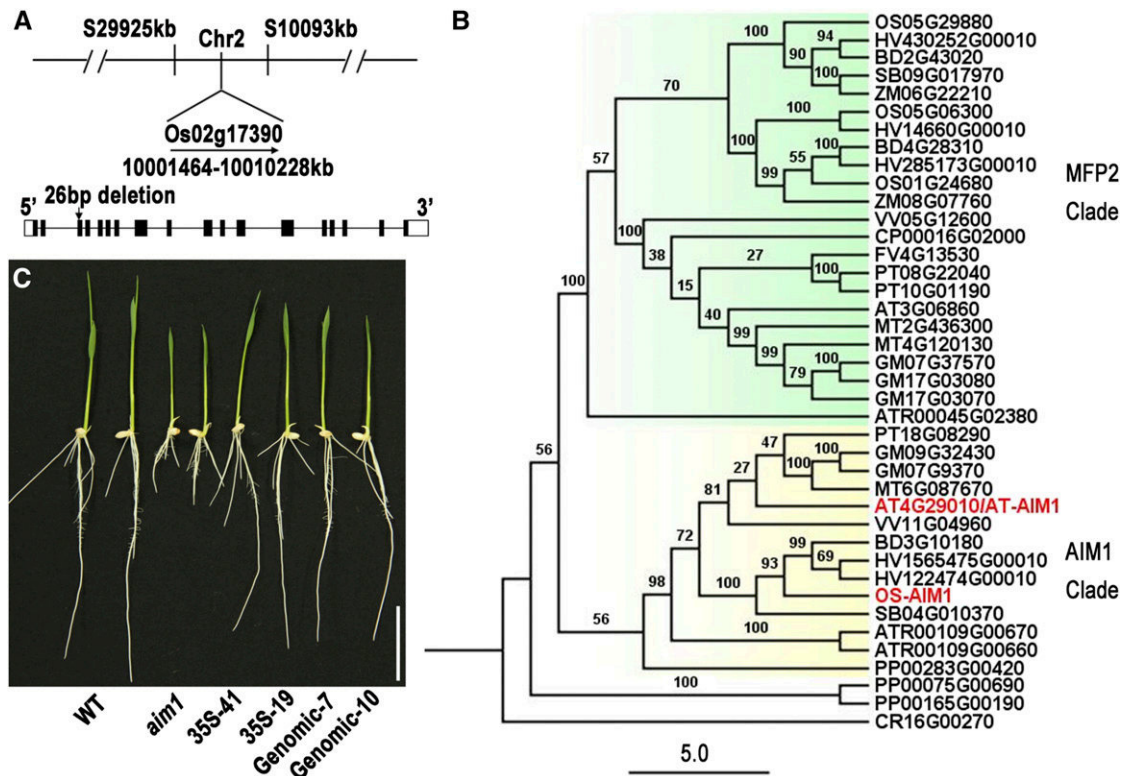 A
S29925kb
Chr2
S10093kb
Os02g17390
10001464-10010228kb
26bp deletion
5'
3'
C
WT
aim1
35S-41
35S-19
Genomic-7
Genomic-10
B
OS05G29880
HV430252G00010
BD2G43020
SB09G017970
ZM06G22210
OS05G06300
HV14660G00010
BD4G28310
HV285173G00010
OS01G24680
ZM08G07760
VV05G12600
CP00016G02000
FV4G13530
PT08G22040
PT10G01190
AT3G06860
MT2G436300
MT4G120130
GM07G37570
GM17G03080
GM17G03070
ATR00045G02380
PT18G08290
GM09G32430
GM07G9370
MT6G087670
AT4G29010/AT-AIM1
VV11G04960
BD3G10180
HV1565475G00010
HV122474G00010
OS-AIM1
SB04G010370
ATR00109G00670
ATR00109G00660
PP00283G00420
PP00075G00690
PP00165G00190
CR16G00270
MFP2
Clade
AIM1
Clade
100
94
90
100
70
100
100
100
55
99
57
100
38
27
100
15
40
99
99
100
79
100
56
47
100
100
27
81
72
99
69
93
100
98
56
100
100
5.0